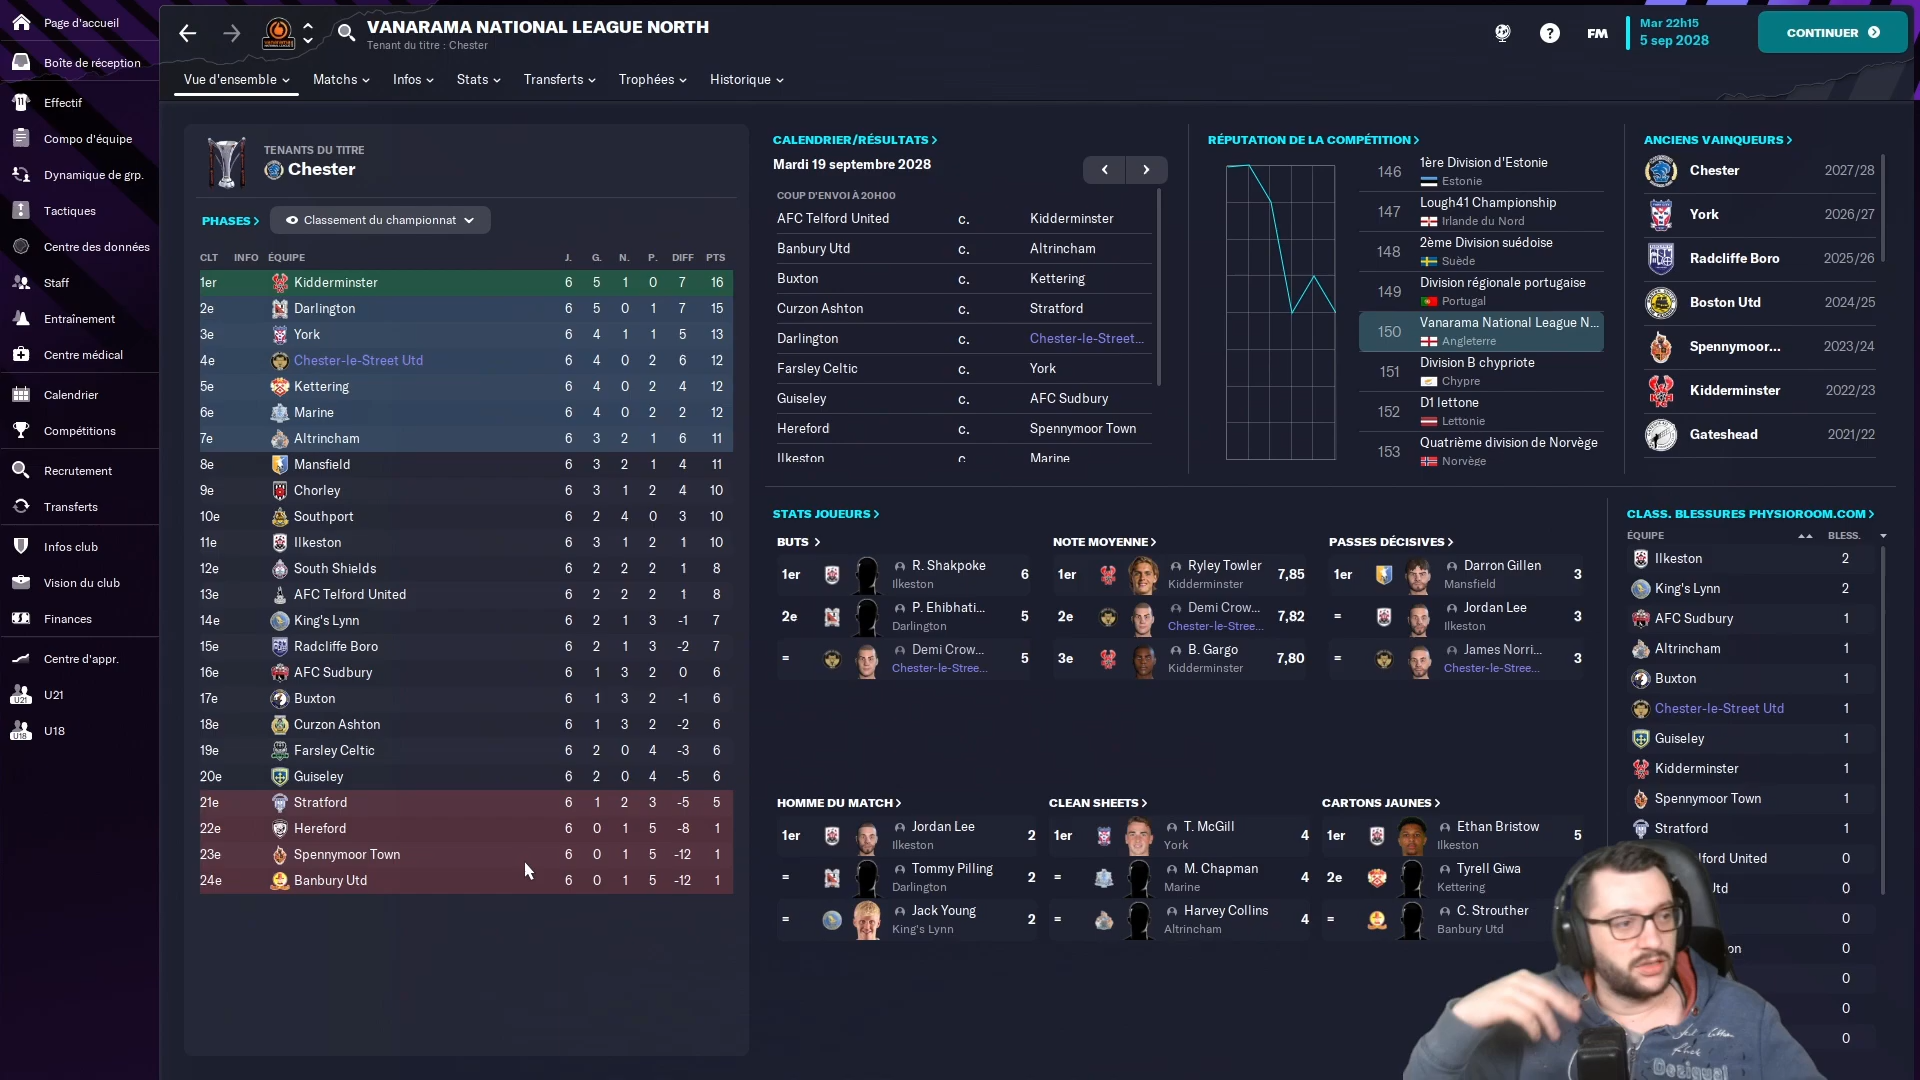 Page d'accueil
Boîte de réception
Effectif
Compo d'équipe
Dynamique de grp.
Tactiques
Centre des données
Staff
Entraînement
Centre médical
Calendrier
Compétitions
Recrutement
Transferts
Infos club
Vision du club
Finances
Centre d'appr.
U21
U18
VANARAMA NATIONAL LEAGUE NORTH
Tenant du titre : Chester
FM
Mar 22h15
5 sep 2028
CONTINUER
Vue d'ensemble
Matchs
Infos
Stats
Transferts
Trophées
Historique
TENANTS DU TITRE
Chester
PHASES
Classement du championnat
CLT INFO ÉQUIPE J. G. N. P. DIFF PTS
1er Kidderminster 6 5 1 0 7 16
2e Darlington 6 5 0 1 7 15
3e York 6 4 1 1 5 13
4e Chester-le-Street Utd 6 4 0 2 6 12
5e Kettering 6 4 0 2 4 12
6e Marine 6 4 0 2 2 12
7e Altrincham 6 3 2 1 6 11
8e Mansfield 6 3 2 1 4 11
9e Chorley 6 3 1 2 4 10
10e Southport 6 2 4 0 3 10
11e Ilkeston 6 3 1 2 1 10
12e South Shields 6 2 2 2 1 8
13e AFC Telford United 6 2 2 2 1 8
14e King's Lynn 6 2 1 3 -1 7
15e Radcliffe Boro 6 2 1 3 -2 7
16e AFC Sudbury 6 1 3 2 0 6
17e Buxton 6 1 3 2 -1 6
18e Curzon Ashton 6 1 3 2 -2 6
19e Farsley Celtic 6 2 0 4 -3 6
20e Guiseley 6 2 0 4 -5 6
21e Stratford 6 1 2 3 -5 5
22e Hereford 6 0 1 5 -8 1
23e Spennymoor Town 6 0 1 5 -12 1
24e Banbury Utd 6 0 1 5 -12 1
CALENDRIER/RÉSULTATS
Mardi 19 septembre 2028
COUP D'ENVOI À 20H00
AFC Telford United c. Kidderminster
Banbury Utd c. Altrincham
Buxton c. Kettering
Curzon Ashton c. Stratford
Darlington c. Chester-le-Street...
Farsley Celtic c. York
Guiseley c. AFC Sudbury
Hereford c. Spennymoor Town
Ilkeston c Marine
RÉPUTATION DE LA COMPÉTITION
146 1ère Division d'Estonie
Estonie
147 Lough41 Championship
Irlande du Nord
148 2ème Division suédoise
Suède
149 Division régionale portugaise
Portugal
150 Vanarama National League N...
Angleterre
151 Division B chypriote
Chypre
152 D1 lettone
Lettonie
153 Quatrième division de Norvège
Norvège
ANCIENS VAINQUEURS
Chester 2027/28
York 2026/27
Radcliffe Boro 2025/26
Boston Utd 2024/25
Spennymoor... 2023/24
Kidderminster 2022/23
Gateshead 2021/22
STATS JOUEURS
BUTS
1er R. Shakpoke 6
Ilkeston
2e P. Ehibhati... 5
Darlington
= Demi Crow... 5
Chester-le-Stree...
NOTE MOYENNE
1er Ryley Towler 7,85
Kidderminster
2e Demi Crow... 7,82
Chester-le-Stree...
3e B. Gargo 7,80
Kidderminster
PASSES DÉCISIVES
1er Darron Gillen 3
Mansfield
= Jordan Lee 3
Ilkeston
= James Norri... 3
Chester-le-Stree...
HOMME DU MATCH
1er Jordan Lee 2
Ilkeston
= Tommy Pilling 2
Darlington
= Jack Young 2
King's Lynn
CLEAN SHEETS
1er T. McGill 4
York
= M. Chapman 4
Marine
= Harvey Collins 4
Altrincham
CARTONS JAUNES
1er Ethan Bristow 5
Ilkeston
2e Tyrell Giwa
Kettering
= C. Strouther
Banbury Utd
CLASS. BLESSURES PHYSIOROOM.COM
ÉQUIPE BLESS.
Ilkeston 2
King's Lynn 2
AFC Sudbury 1
Altrincham 1
Buxton 1
Chester-le-Street Utd 1
Guiseley 1
Kidderminster 1
Spennymoor Town 1
Stratford 1
lford United 0
Utd 0
0
on 0
0
0
0